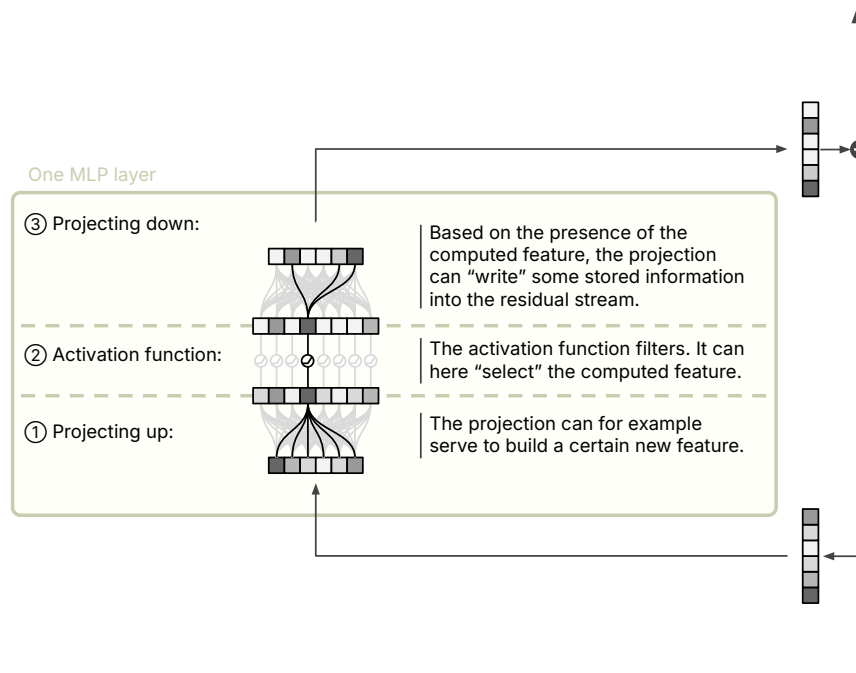 One MLP layer
③ Projecting down:
Based on the presence of the
computed feature, the projection
can “write” some stored information
into the residual stream.
② Activation function:
The activation function filters. It can
here “select” the computed feature.
① Projecting up:
The projection can for example
serve to build a certain new feature.